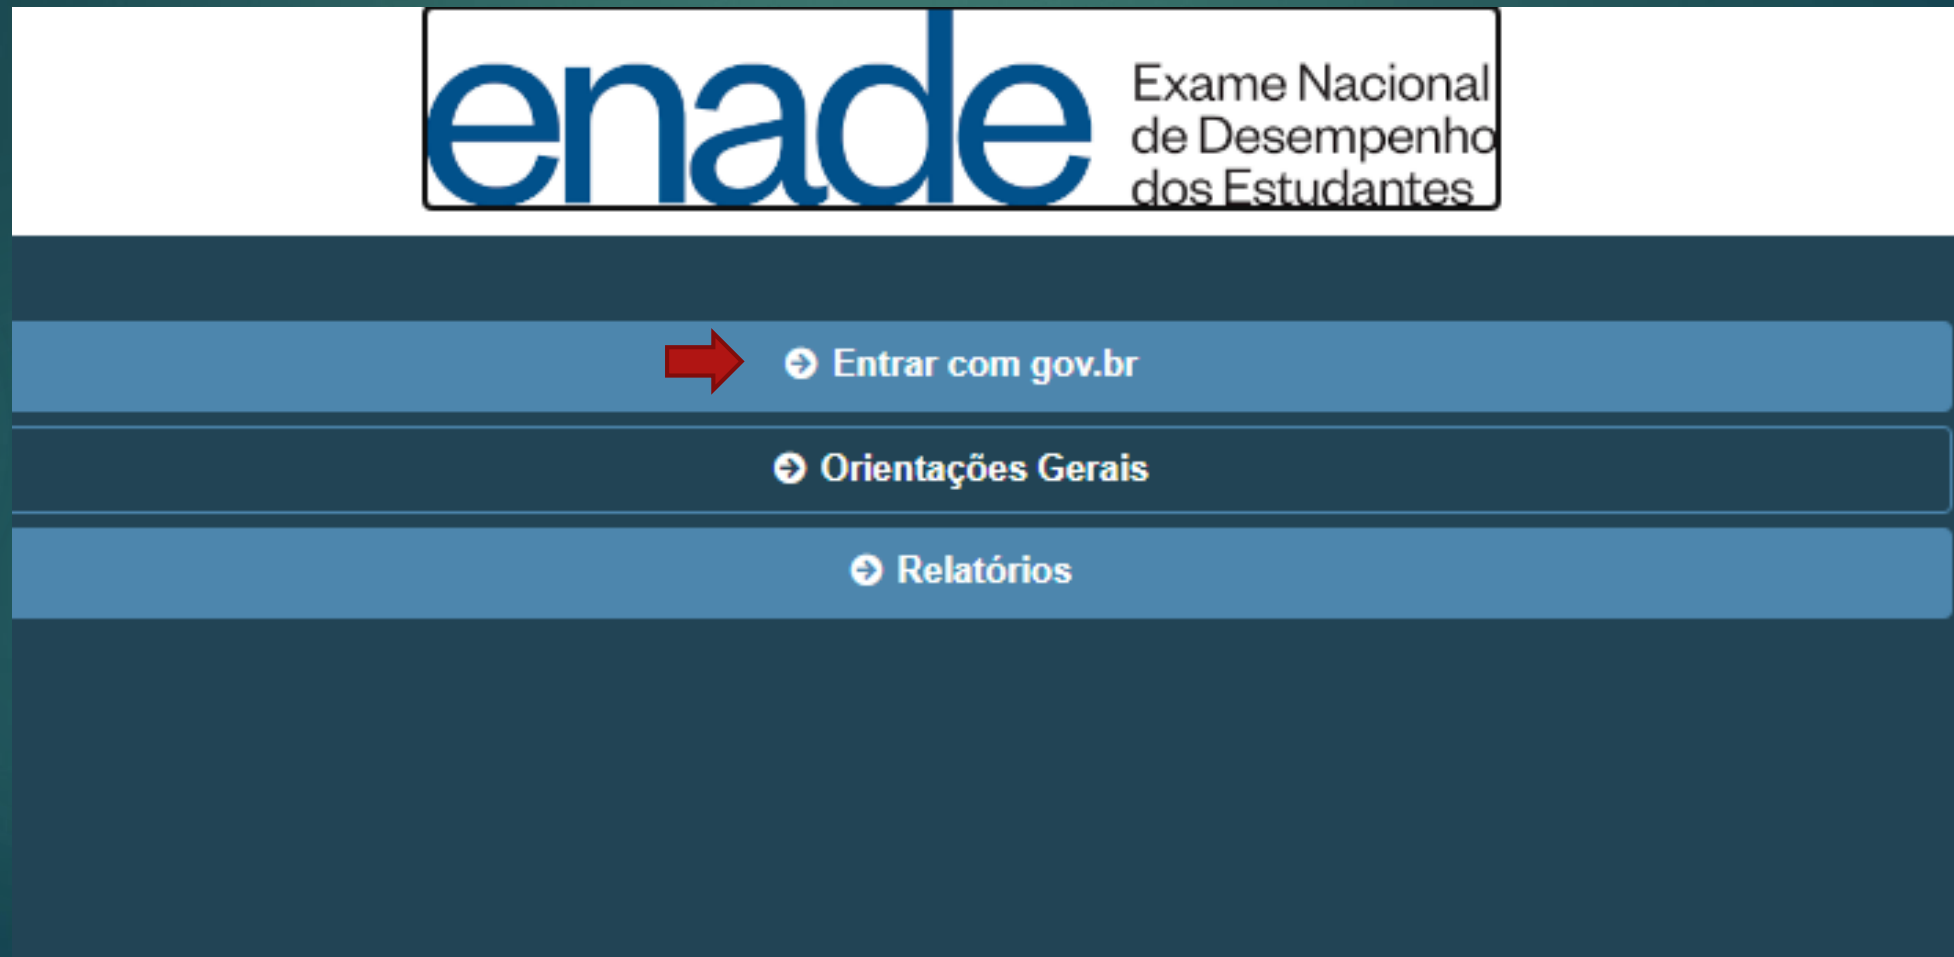 enade
Exame Nacional
de Desempenho
dos Estudantes
Entrar com gov.br
Orientações Gerais
Relatórios